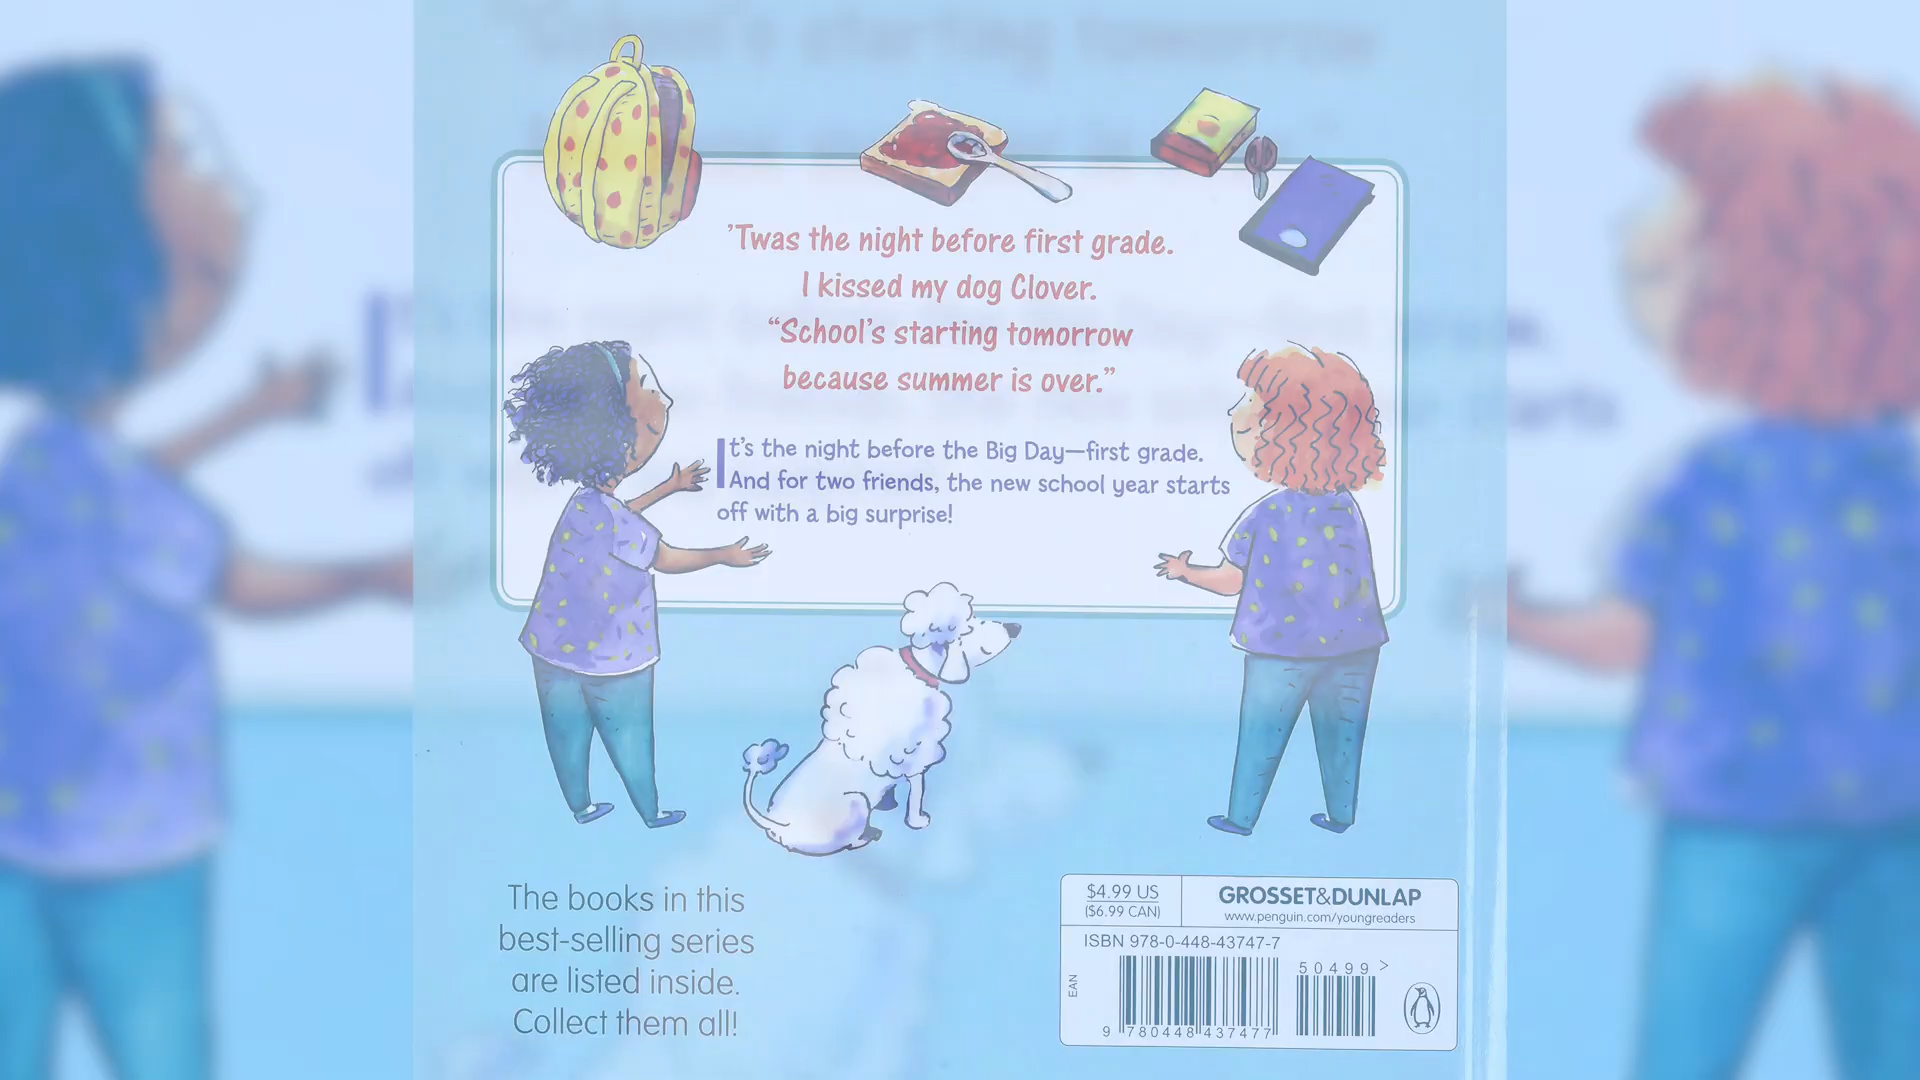 ’Twas the night before first grade.
I kissed my dog Clover.
“School’s starting tomorrow
because summer is over.”
It’s the night before the Big Day—first grade.
And for two friends, the new school year starts
off with a big surprise!
The books in this
best-selling series
are listed inside.
Collect them all!
$4.99 US
($6.99 CAN)
GROSSET&DUNLAP
www.penguin.com/youngreaders
ISBN 978-0-448-43747-7
EAN
50499>
9 780448 437477